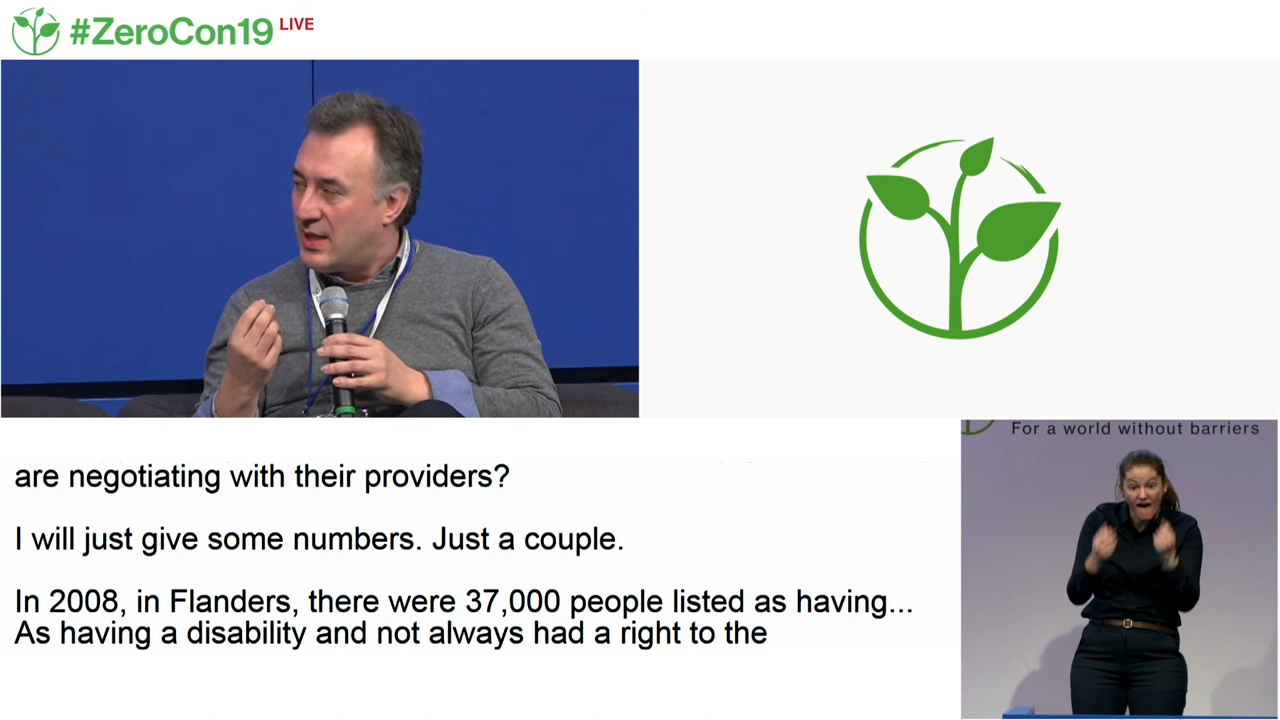 #ZeroCon19 LIVE
For a world without barriers
are negotiating with their providers?
I will just give some numbers. Just a couple.
In 2008, in Flanders, there were 37,000 people listed as having...
As having a disability and not always had a right to the